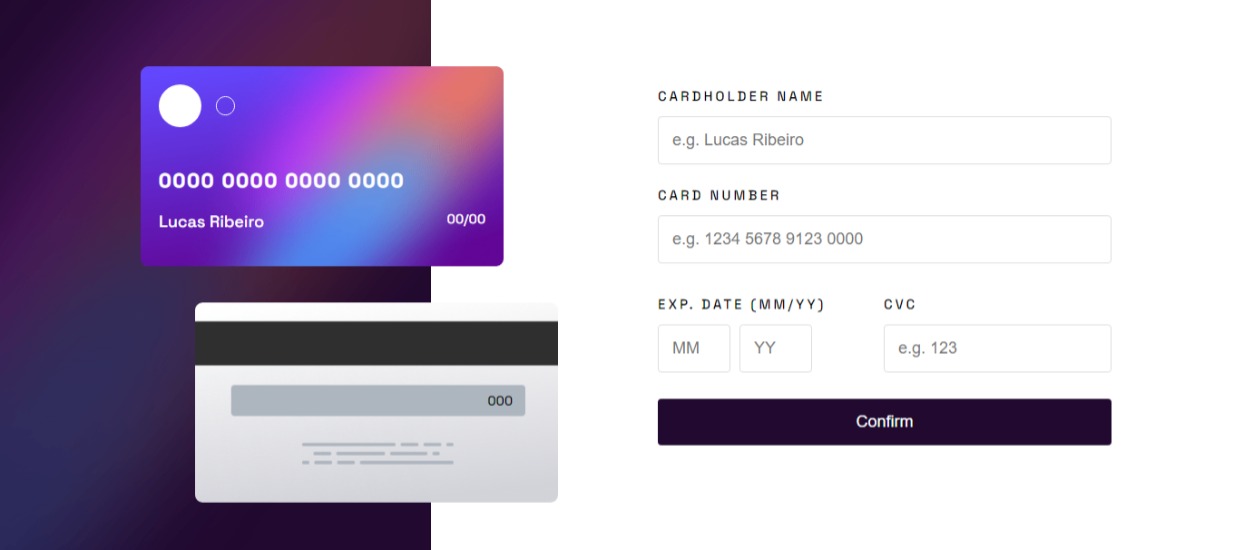 0000 0000 0000 0000
Lucas Ribeiro 00/00
000
CARDHOLDER NAME
e.g. Lucas Ribeiro
CARD NUMBER
e.g. 1234 5678 9123 0000
EXP. DATE (MM/YY) CVC
MM YY e.g. 123
Confirm